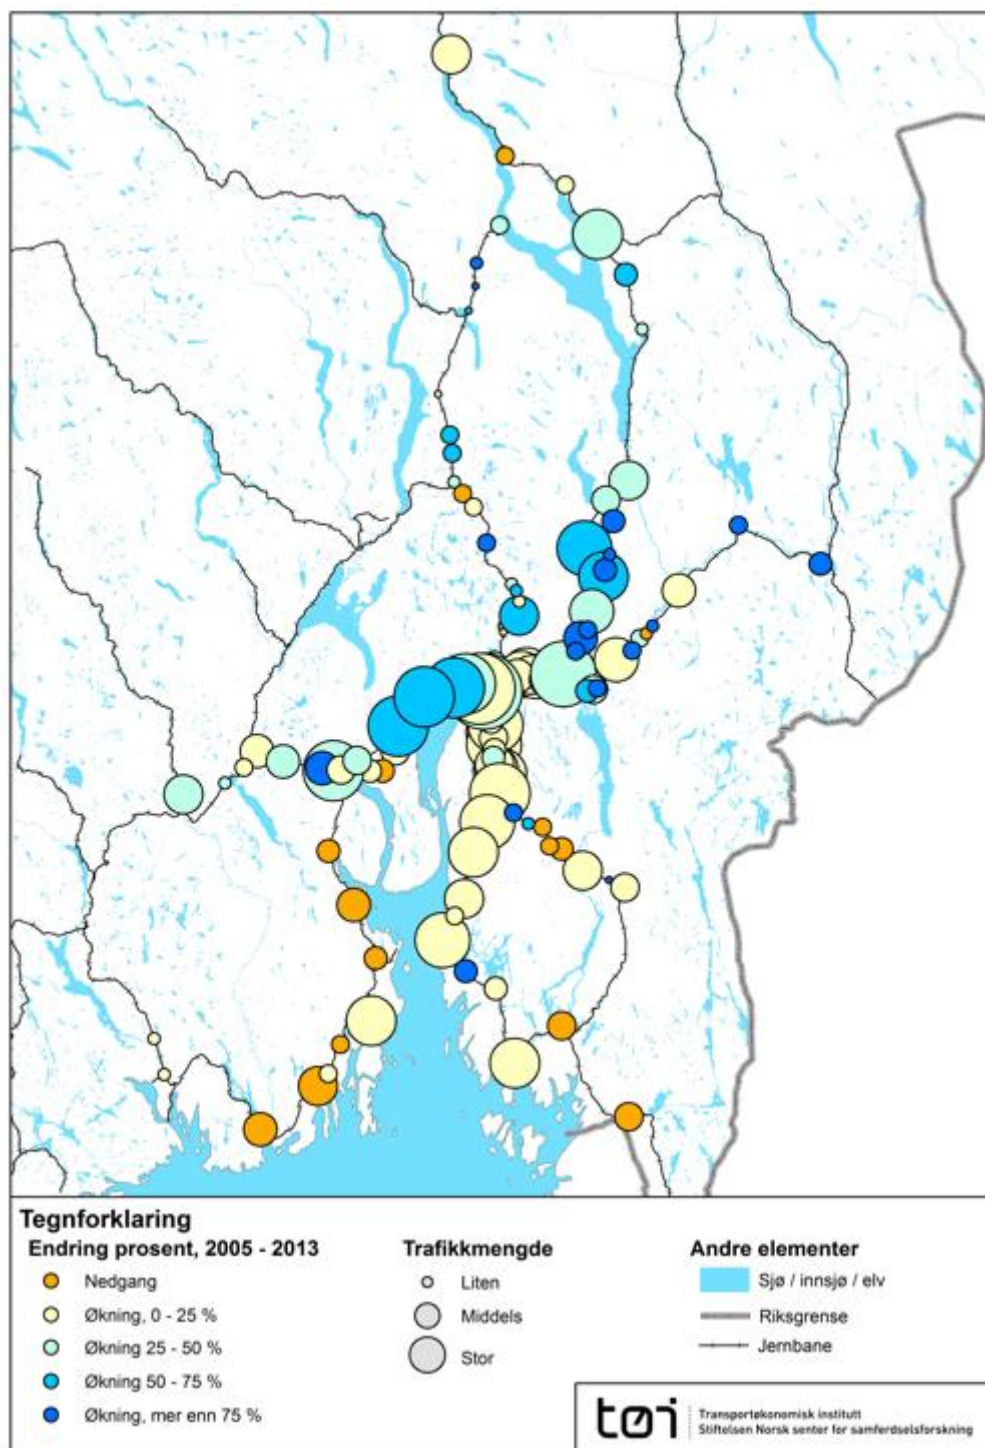 Tegnforklaring
Endring prosent, 2005 - 2013
Nedgang
Økning, 0 - 25 %
Økning 25 - 50 %
Økning 50 - 75 %
Økning, mer enn 75 %
Trafikkmengde
Liten
Middels
Stor
Andre elementer
Sjø / innsjø / elv
Riksgrense
Jernbane
tøi
Transportøkonomisk institutt
Stiftelsen Norsk senter for samferdselsforskning